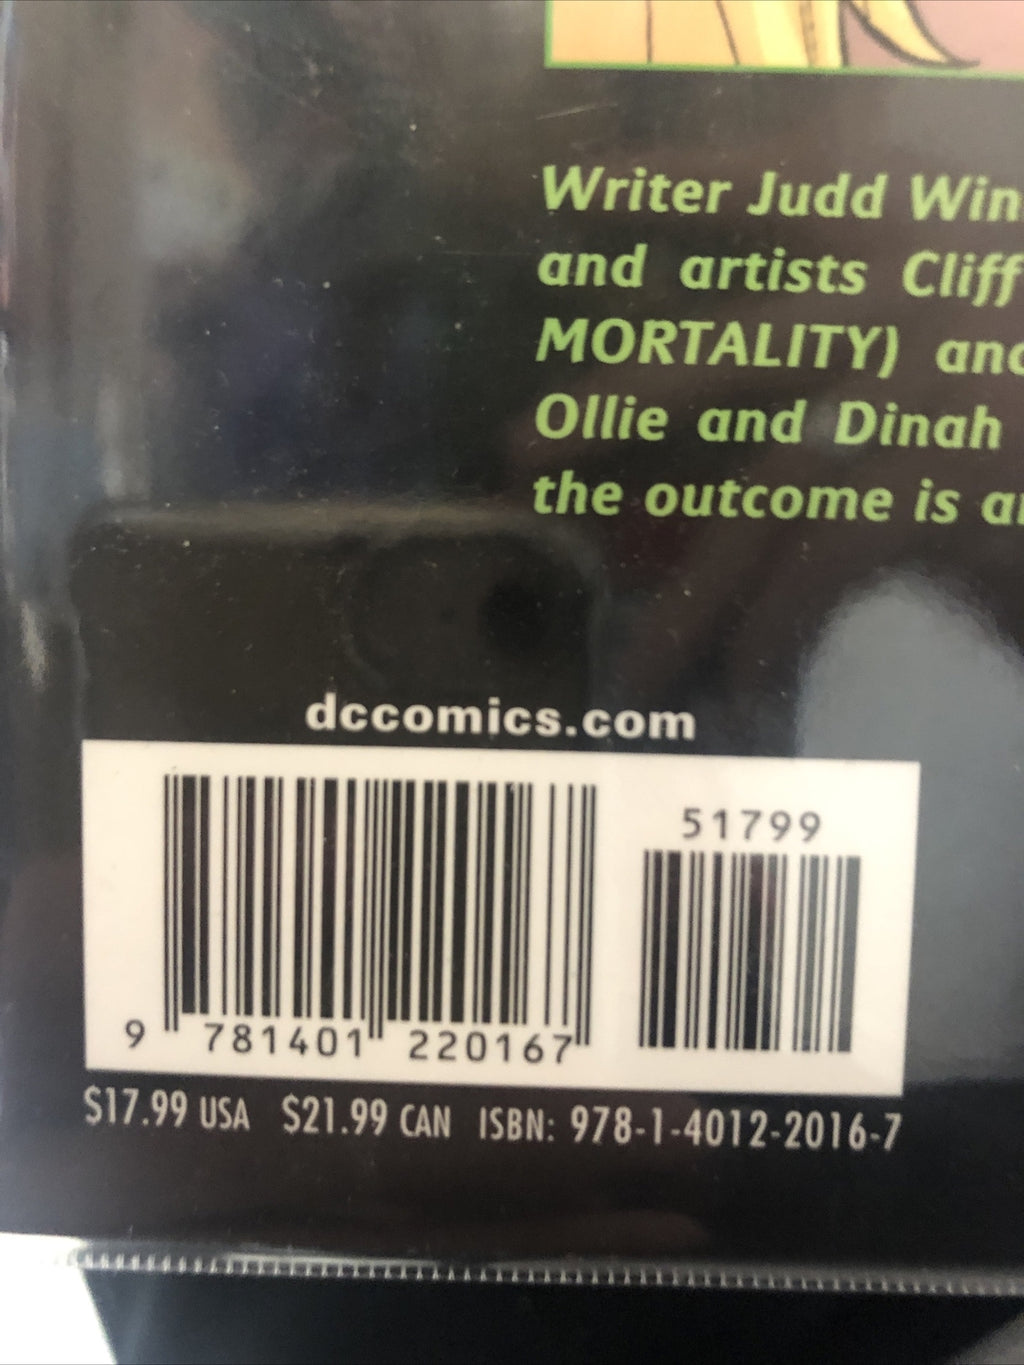 Writer Judd Win
and artists Cliff
MORTALITY) and
Ollie and Dinah
the outcome is a
dccomics.com
51799
9 781401 220167
$17.99 USA $21.99 CAN ISBN: 978-1-4012-2016-7